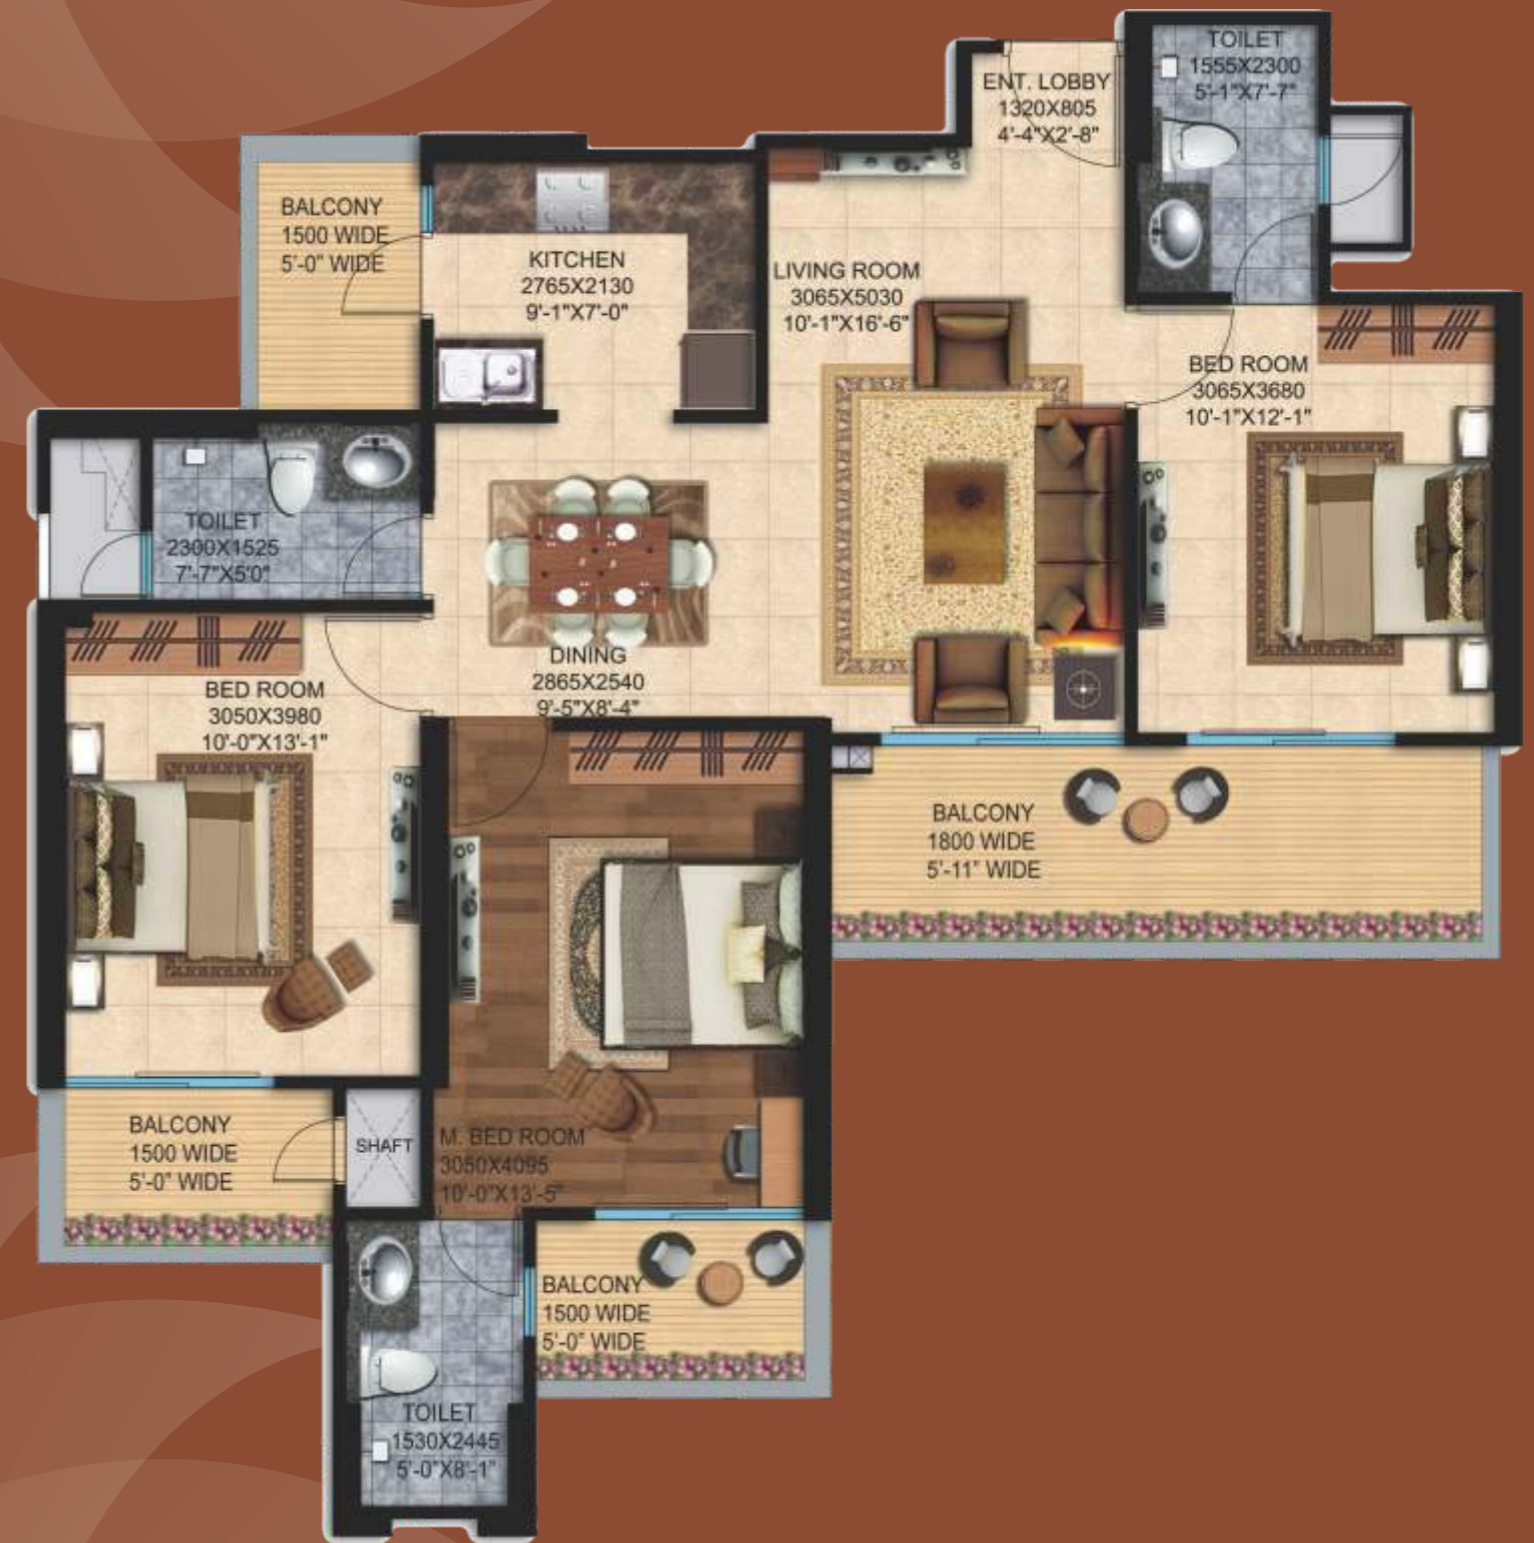 TOILET
1555X2300
5'-1"X7'-7"
ENT. LOBBY
1320X805
4'-4"X2'-8"
BALCONY
1500 WIDE
5'-0" WIDE
KITCHEN
2765X2130
9'-1"X7'-0"
LIVING ROOM
3065X5030
10'-1"X16'-6"
BED ROOM
3065X3680
10'-1"X12'-1"
TOILET
2300X1525
7'-7"X5'0"
DINING
2865X2540
9'-5"X8'-4"
BED ROOM
3050X3980
10'-0"X13'-1"
BALCONY
1800 WIDE
5'-11" WIDE
BALCONY
1500 WIDE
5'-0" WIDE
SHAFT
M. BED ROOM
3050X4095
10'-0"X13'-5"
BALCONY
1500 WIDE
5'-0" WIDE
TOILET
1530X2445
5'-0"X8'-1"